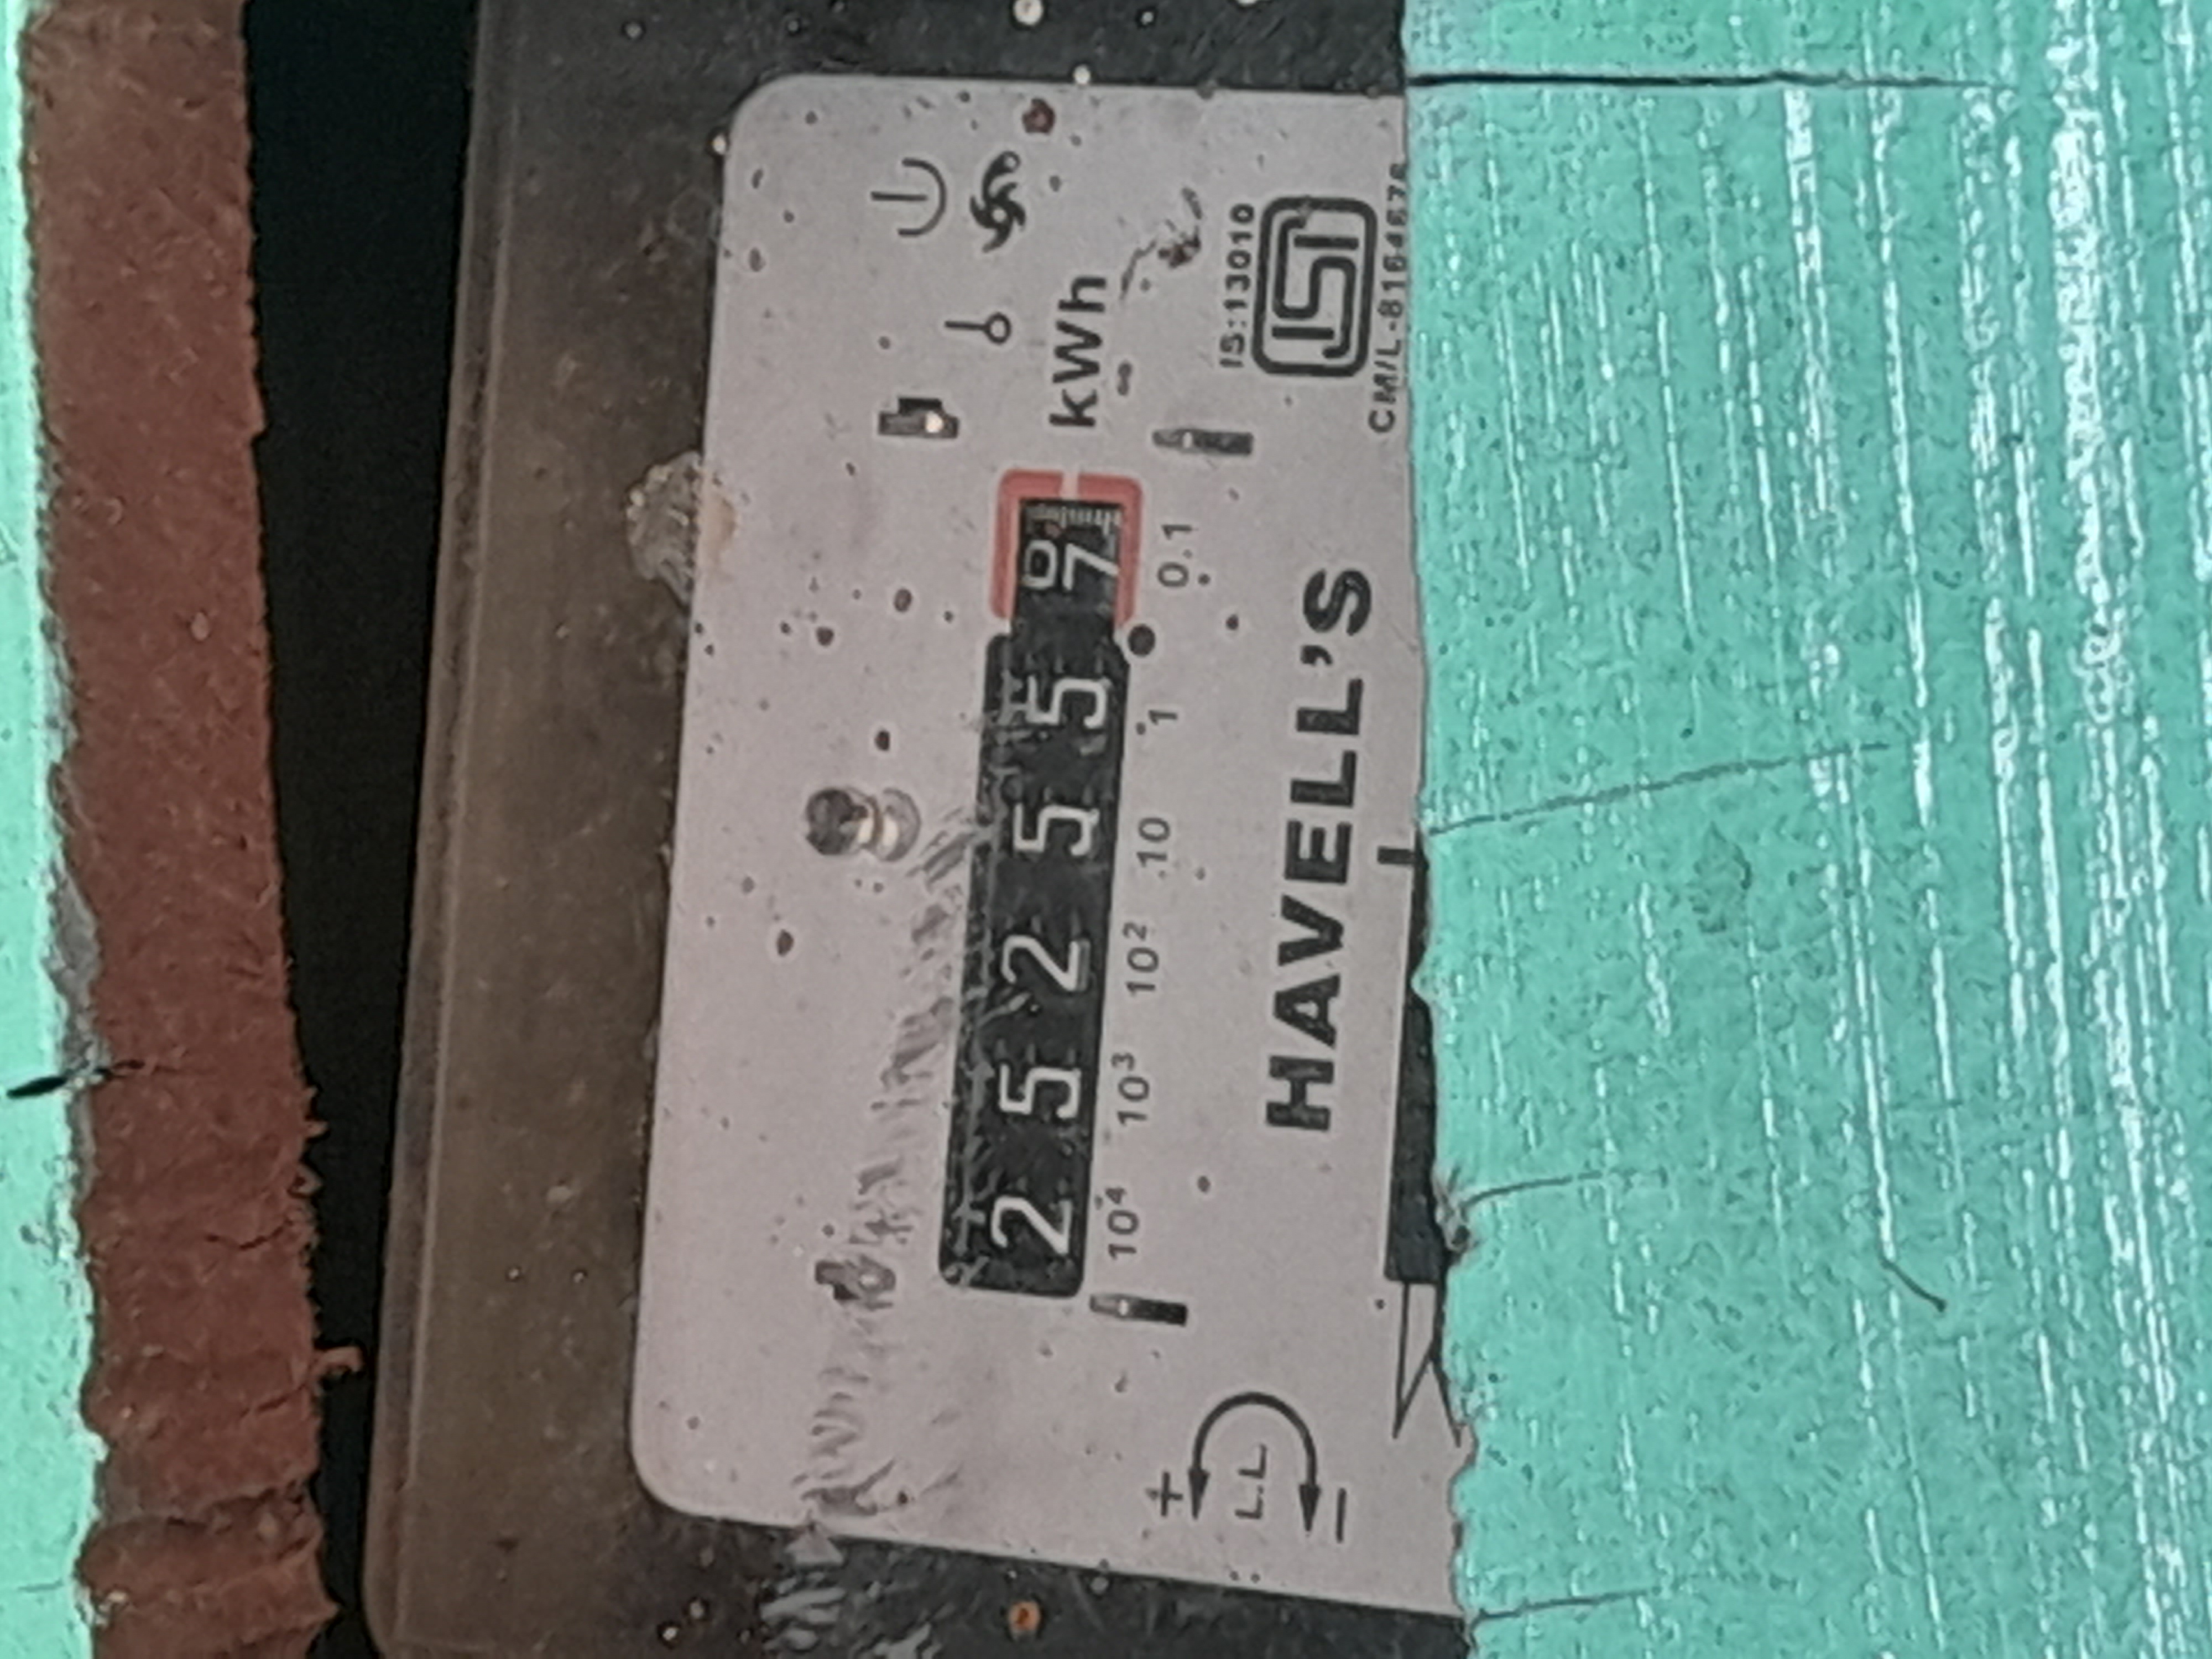 kWh
2 5 2 5 5 7
10⁴ 10³ 10² 10 1 0.1
IS:13010
ISI
CM/L-8164676
HAVELL'S
+ L.L. −